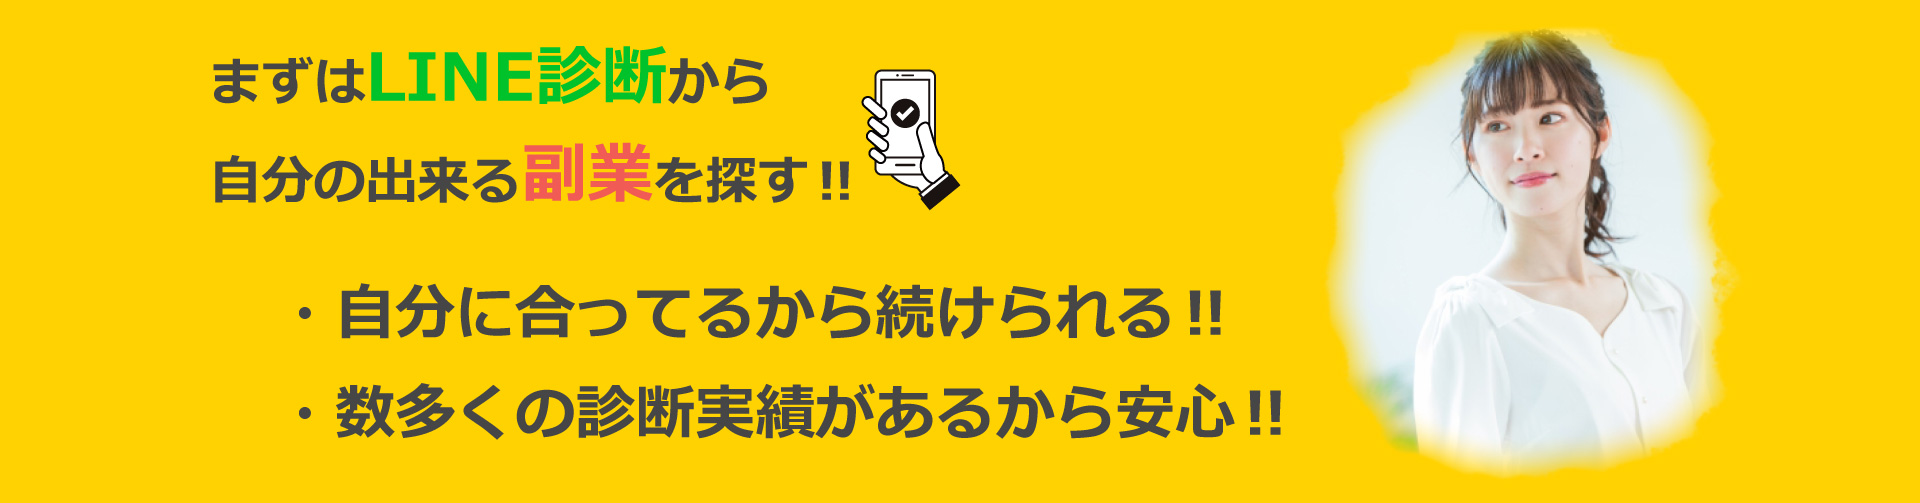 まずはLINE診断から
自分の出来る副業を探す!!
・自分に合ってるから続けられる!!
・数多くの診断実績があるから安心!!